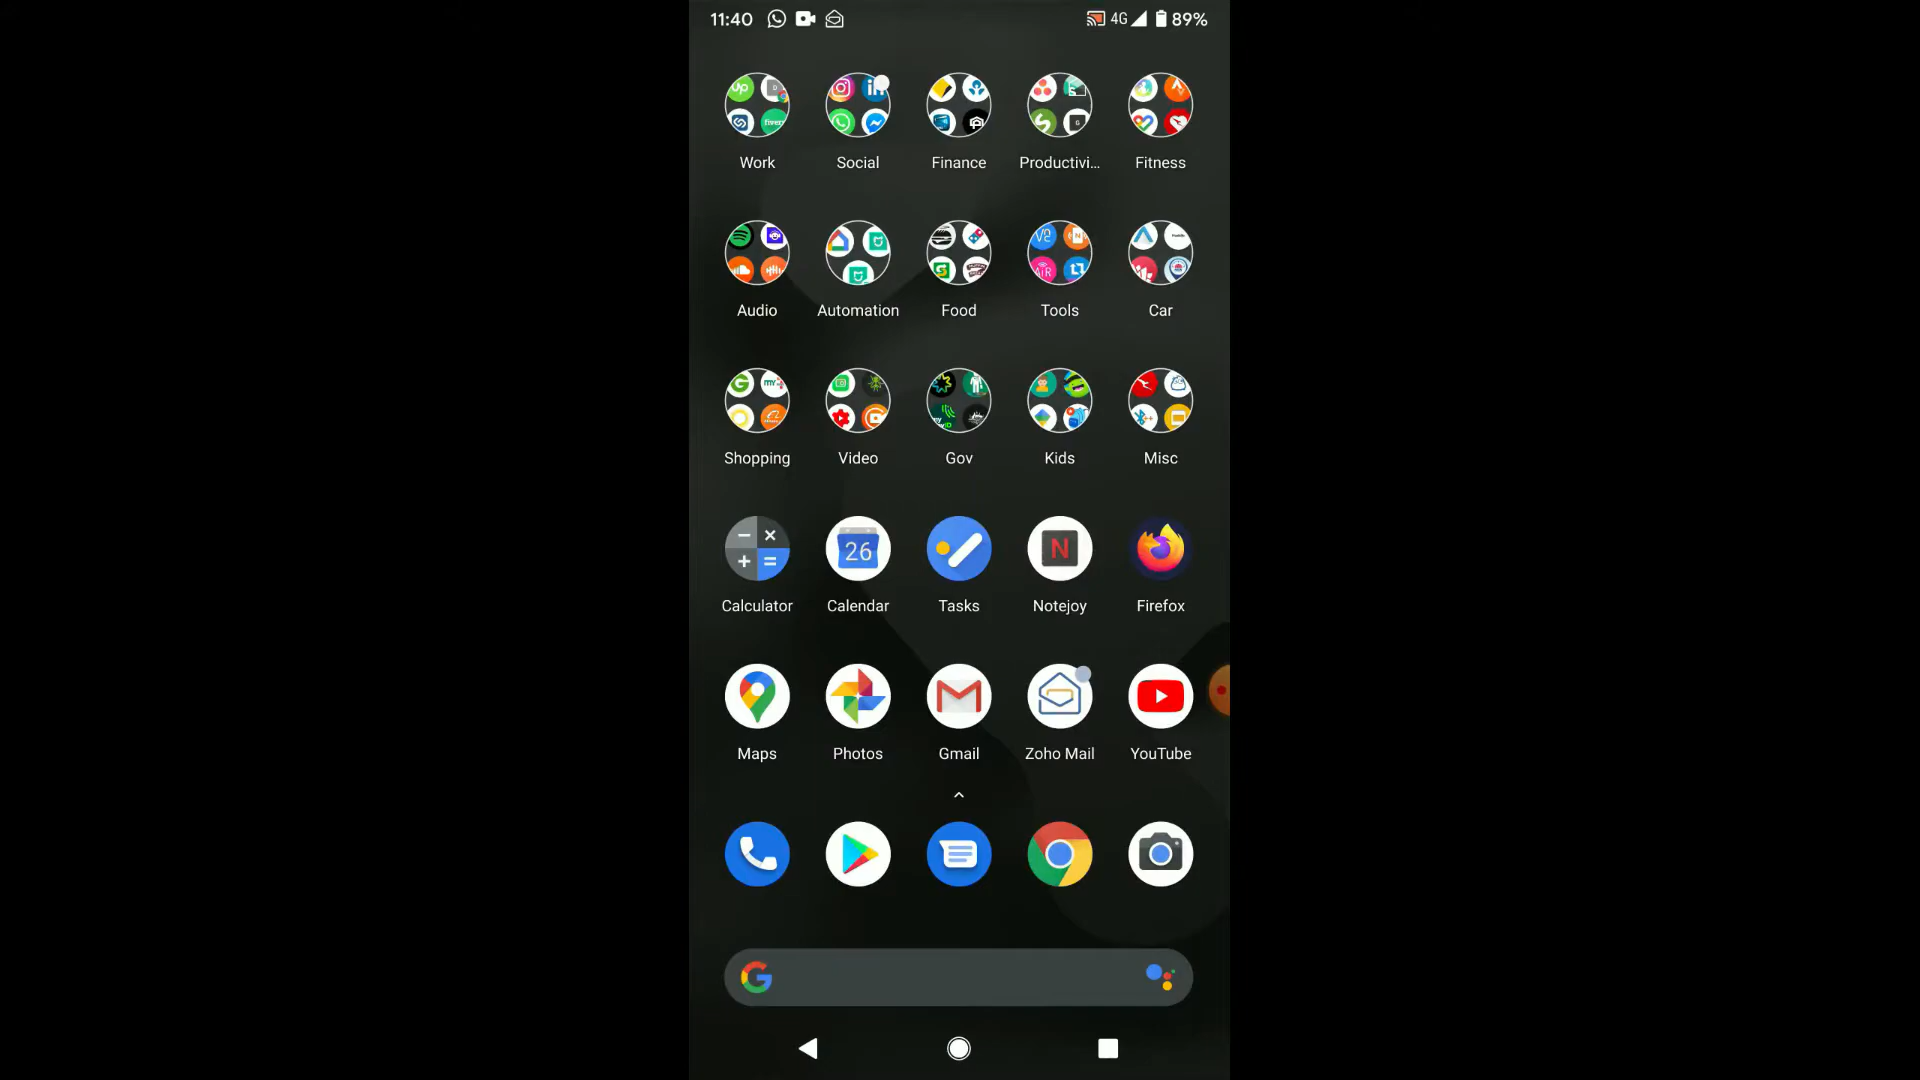 11:40 4G 89%
Work Social Finance Productivi... Fitness
Audio Automation Food Tools Car
Shopping Video Gov Kids Misc
26
N
Calculator Calendar Tasks Notejoy Firefox
Maps Photos Gmail Zoho Mail YouTube